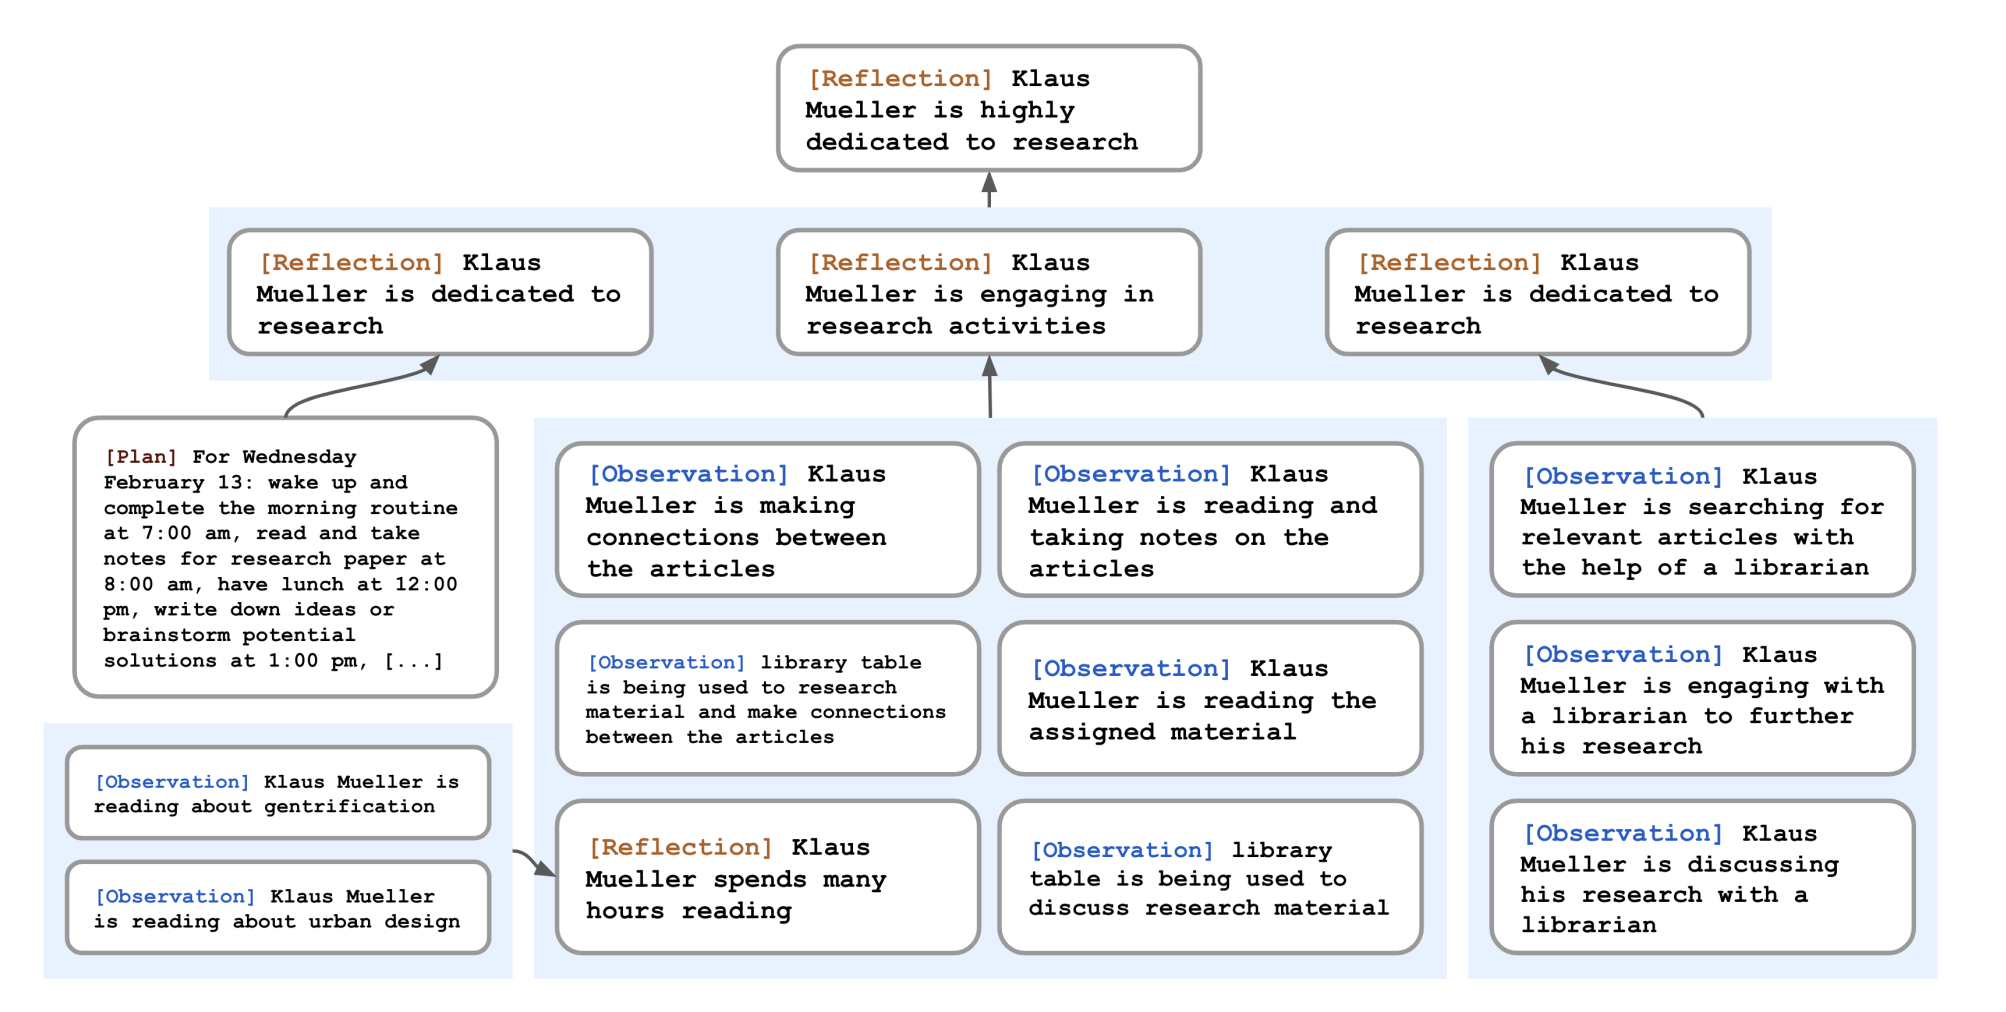 [Reflection] Klaus
Mueller is highly
dedicated to research
[Reflection] Klaus
Mueller is dedicated to
research
[Reflection] Klaus
Mueller is engaging in
research activities
[Reflection] Klaus
Mueller is dedicated to
research
[Plan] For Wednesday
February 13: wake up and
complete the morning routine
at 7:00 am, read and take
notes for research paper at
8:00 am, have lunch at 12:00
pm, write down ideas or
brainstorm potential
solutions at 1:00 pm, [...]
[Observation] Klaus Mueller is
reading about gentrification
[Observation] Klaus Mueller
is reading about urban design
[Observation] Klaus
Mueller is making
connections between
the articles
[Observation] Klaus
Mueller is reading and
taking notes on the
articles
[Observation] library table
is being used to research
material and make connections
between the articles
[Observation] Klaus
Mueller is reading the
assigned material
[Reflection] Klaus
Mueller spends many
hours reading
[Observation] library
table is being used to
discuss research material
[Observation] Klaus
Mueller is searching for
relevant articles with
the help of a librarian
[Observation] Klaus
Mueller is engaging with
a librarian to further
his research
[Observation] Klaus
Mueller is discussing
his research with a
librarian